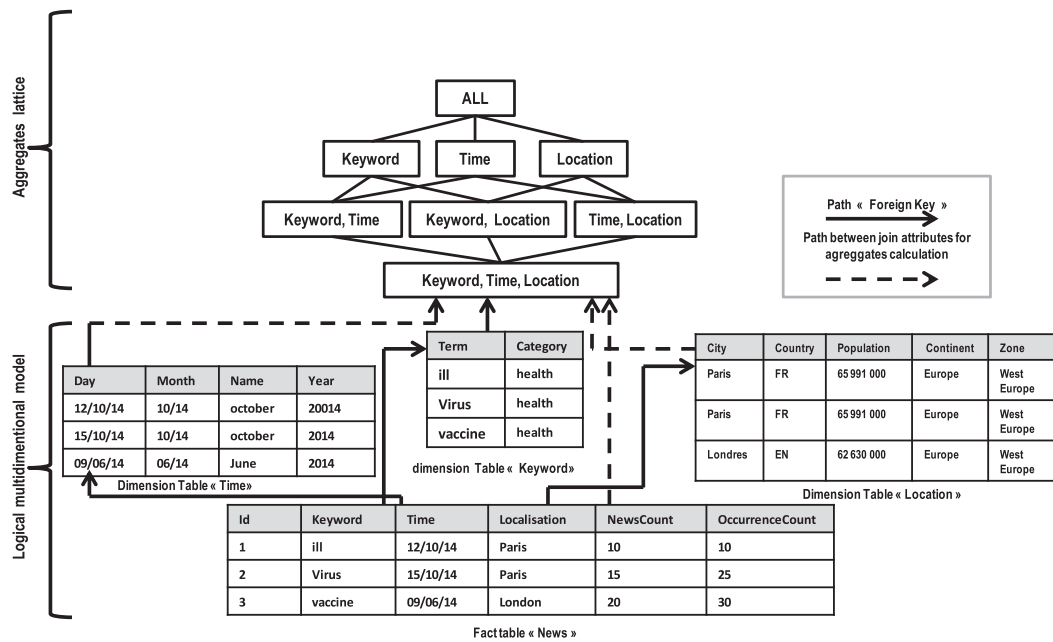 Aggregates lattice
ALL
Keyword
Time
Location
Keyword, Time
Keyword, Location
Time, Location
Keyword, Time, Location
Path « Foreign Key »
Path between join attributes for
agreggates calculation
Logical multidimentional model
Day Month Name Year
12/10/14 10/14 october 20014
15/10/14 10/14 october 2014
09/06/14 06/14 June 2014
Dimension Table « Time»
Term Category
ill health
Virus health
vaccine health
dimension Table « Keyword»
City Country Population Continent Zone
Paris FR 65 991 000 Europe West
Europe
Paris FR 65 991 000 Europe West
Europe
Londres EN 62 630 000 Europe West
Europe
Dimension Table « Location »
Id Keyword Time Localisation NewsCount OccurrenceCount
1 ill 12/10/14 Paris 10 10
2 Virus 15/10/14 Paris 15 25
3 vaccine 09/06/14 London 20 30
Fact table « News »